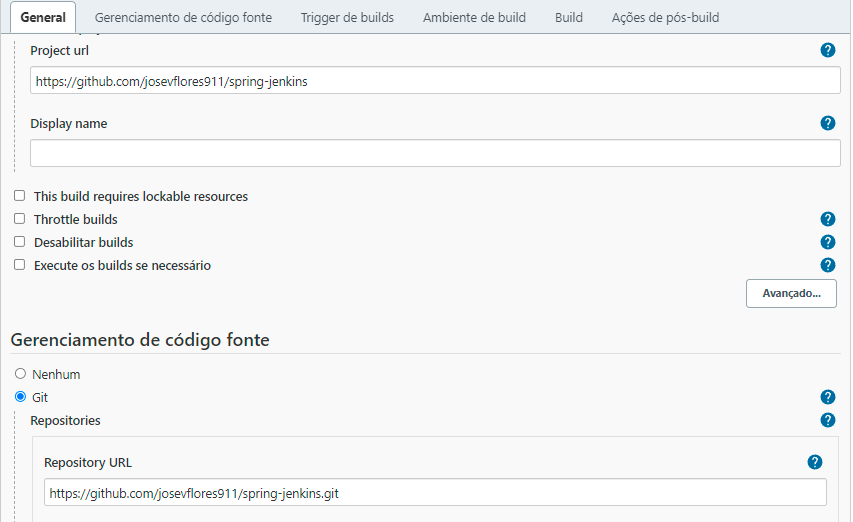 General Gerenciamento de código fonte Trigger de builds Ambiente de build Build Ações de pós-build
Project url ?
https://github.com/josevflores911/spring-jenkins
Display name ?
This build requires lockable resources
Throttle builds ?
Desabilitar builds ?
Execute os builds se necessário ?
Avançado...
Gerenciamento de código fonte
Nenhum
Git ?
Repositories ?
Repository URL ?
https://github.com/josevflores911/spring-jenkins.git